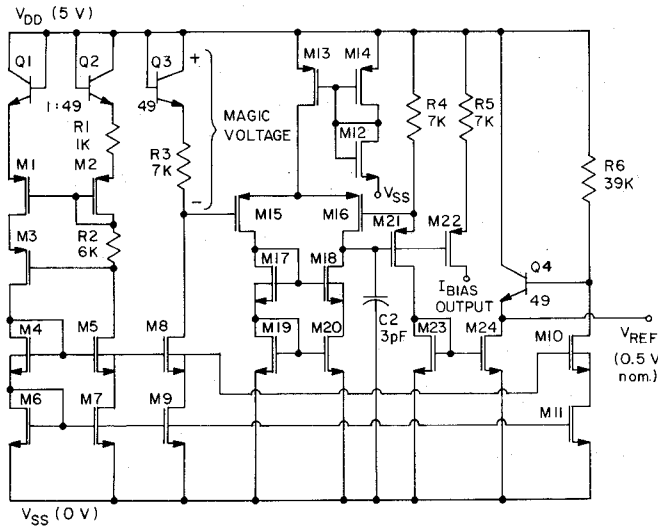 VDD (5 V)
Q1
Q2
Q3
+
1:49
49
R1
1K
MAGIC
VOLTAGE
R3
7K
−
M1
M2
M3
R2
6K
M4
M5
M8
M6
M7
M9
VSS (0 V)
M13
M14
M12
VSS
R4
7K
R5
7K
M15
M16
M21
M22
M17
M18
IBIAS
OUTPUT
C2
3pF
M19
M20
M23
M24
R6
39K
Q4
49
M10
M11
VREF
(0.5 V
nom.)